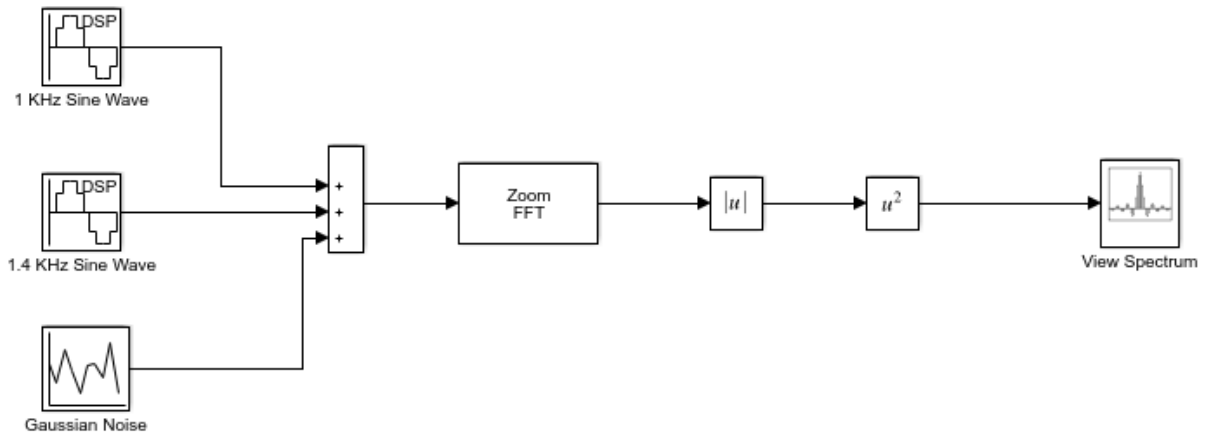 DSP
1 KHz Sine Wave
DSP
1.4 KHz Sine Wave
Gaussian Noise
+
+
+
Zoom
FFT
|u|
u²
View Spectrum